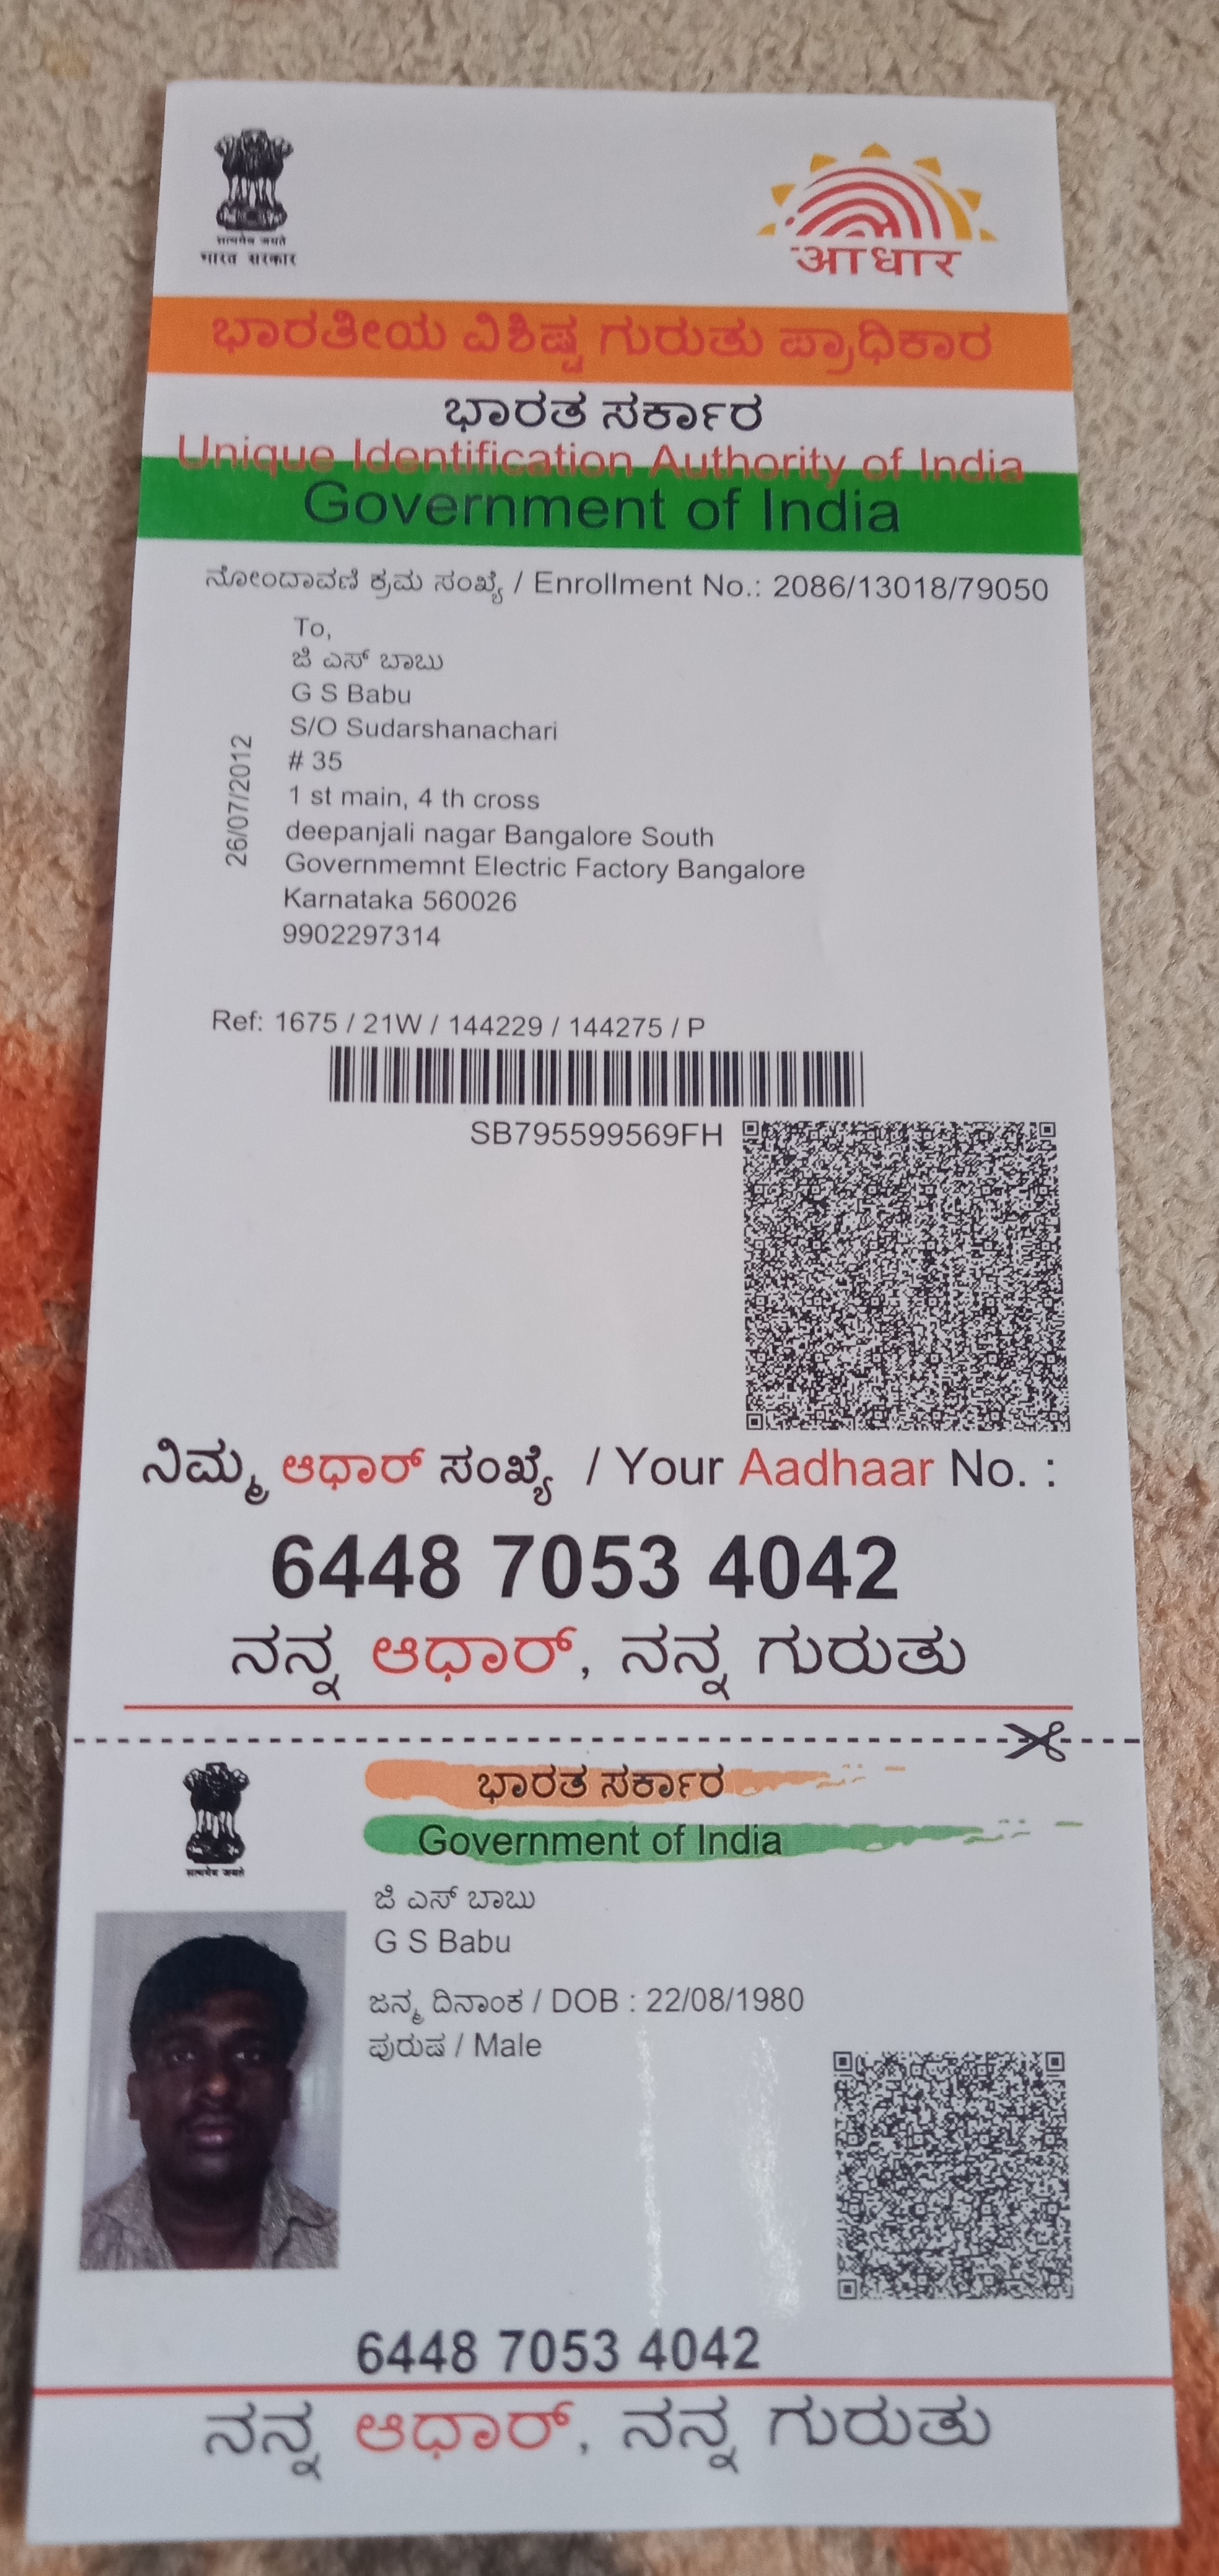 सत्यमेव जयते
भारत सरकार
आधार
ಭಾರತೀಯ ವಿಶಿಷ್ಟ ಗುರುತು ಪ್ರಾಧಿಕಾರ
ಭಾರತ ಸರ್ಕಾರ
Unique Identification Authority of India
Government of India
ನೋಂದಾವಣಿ ಕ್ರಮ ಸಂಖ್ಯೆ / Enrollment No.: 2086/13018/79050
To,
ಜಿ ಎಸ್ ಬಾಬು
G S Babu
S/O Sudarshanachari
# 35
1 st main, 4 th cross
deepanjali nagar Bangalore South
Governmemnt Electric Factory Bangalore
Karnataka 560026
9902297314
26/07/2012
Ref: 1675 / 21W / 144229 / 144275 / P
SB795599569FH
ನಿಮ್ಮ ಆಧಾರ್ ಸಂಖ್ಯೆ / Your Aadhaar No. :
6448 7053 4042
ನನ್ನ ಆಧಾರ್, ನನ್ನ ಗುರುತು
सत्यमेव जयते
ಭಾರತ ಸರ್ಕಾರ
Government of India
ಜಿ ಎಸ್ ಬಾಬು
G S Babu
ಜನ್ಮ ದಿನಾಂಕ / DOB : 22/08/1980
ಪುರುಷ / Male
6448 7053 4042
ನನ್ನ ಆಧಾರ್, ನನ್ನ ಗುರುತು